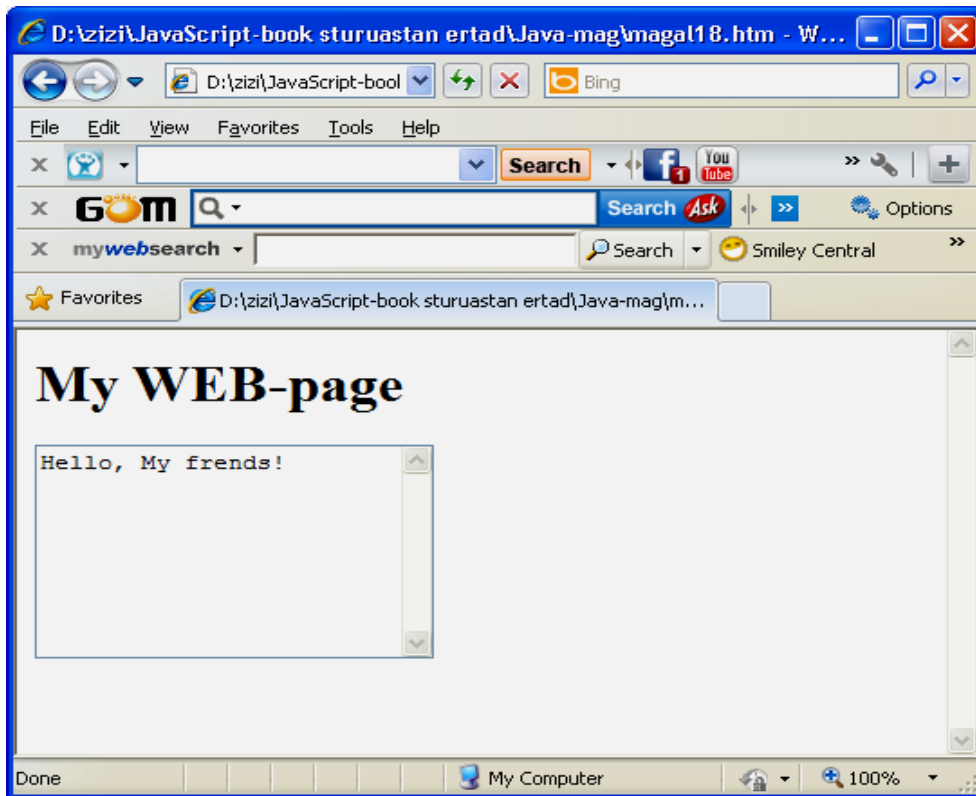 D:\zizi\JavaScript-book sturuastan ertad\Java-mag\magal18.htm - W...
D:\zizi\JavaScript-bool
Bing
File Edit View Favorites Tools Help
Search 1 You Tube »
GOM Search Ask » Options
mywebsearch Search Smiley Central »
Favorites D:\zizi\JavaScript-book sturuastan ertad\Java-mag\m...
My WEB-page
Hello, My frends!
Done My Computer 100%